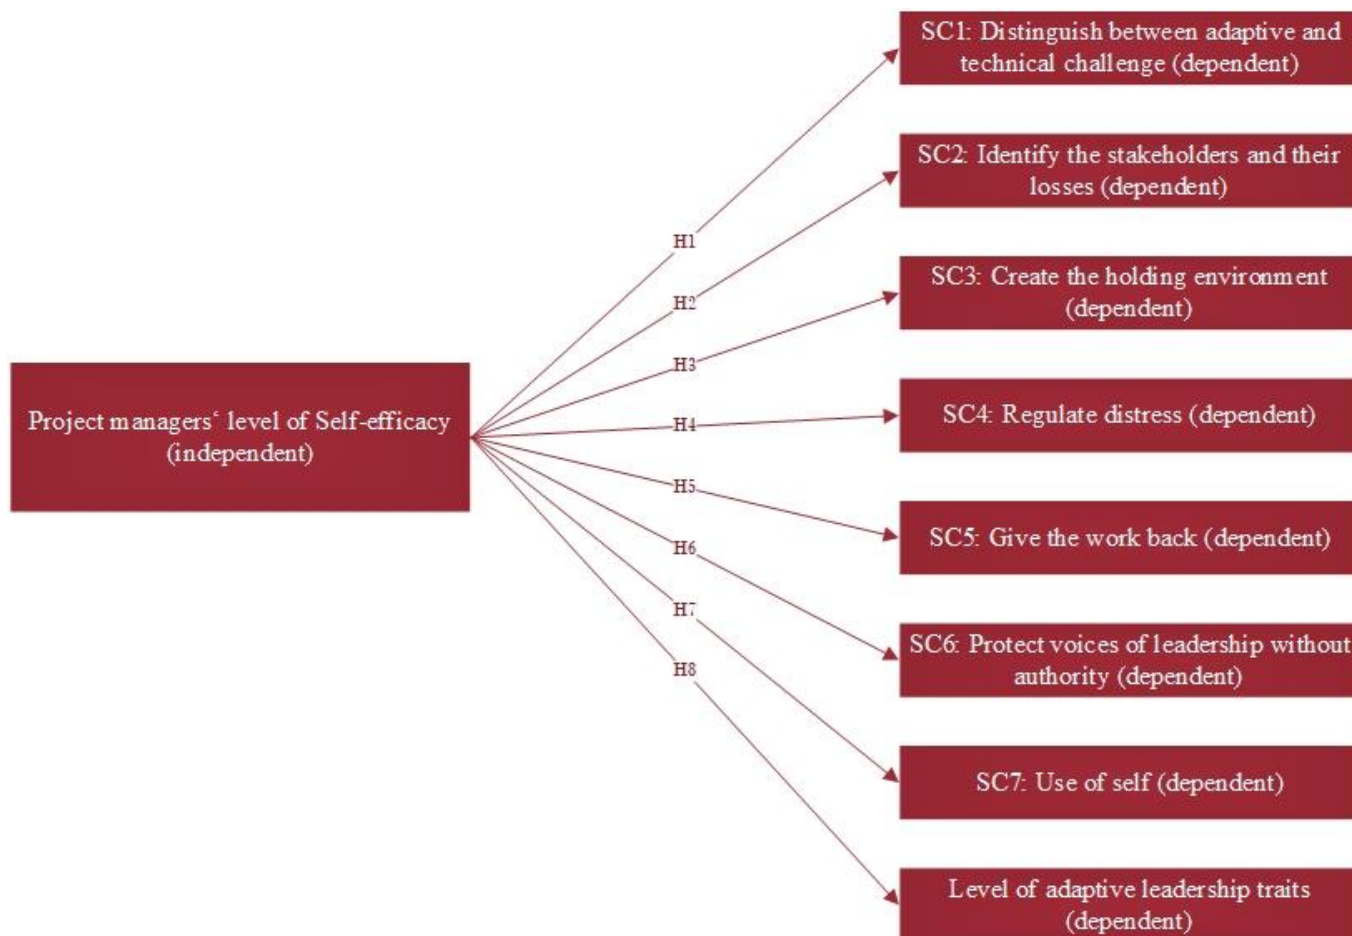 SC1: Distinguish between adaptive and
technical challenge (dependent)
SC2: Identify the stakeholders and their
losses (dependent)
H1
SC3: Create the holding environment
(dependent)
H2
H3
Project managers‘ level of Self-efficacy
(independent)
H4
SC4: Regulate distress (dependent)
H5
SC5: Give the work back (dependent)
H6
H7
SC6: Protect voices of leadership without
authority (dependent)
H8
SC7: Use of self (dependent)
Level of adaptive leadership traits
(dependent)